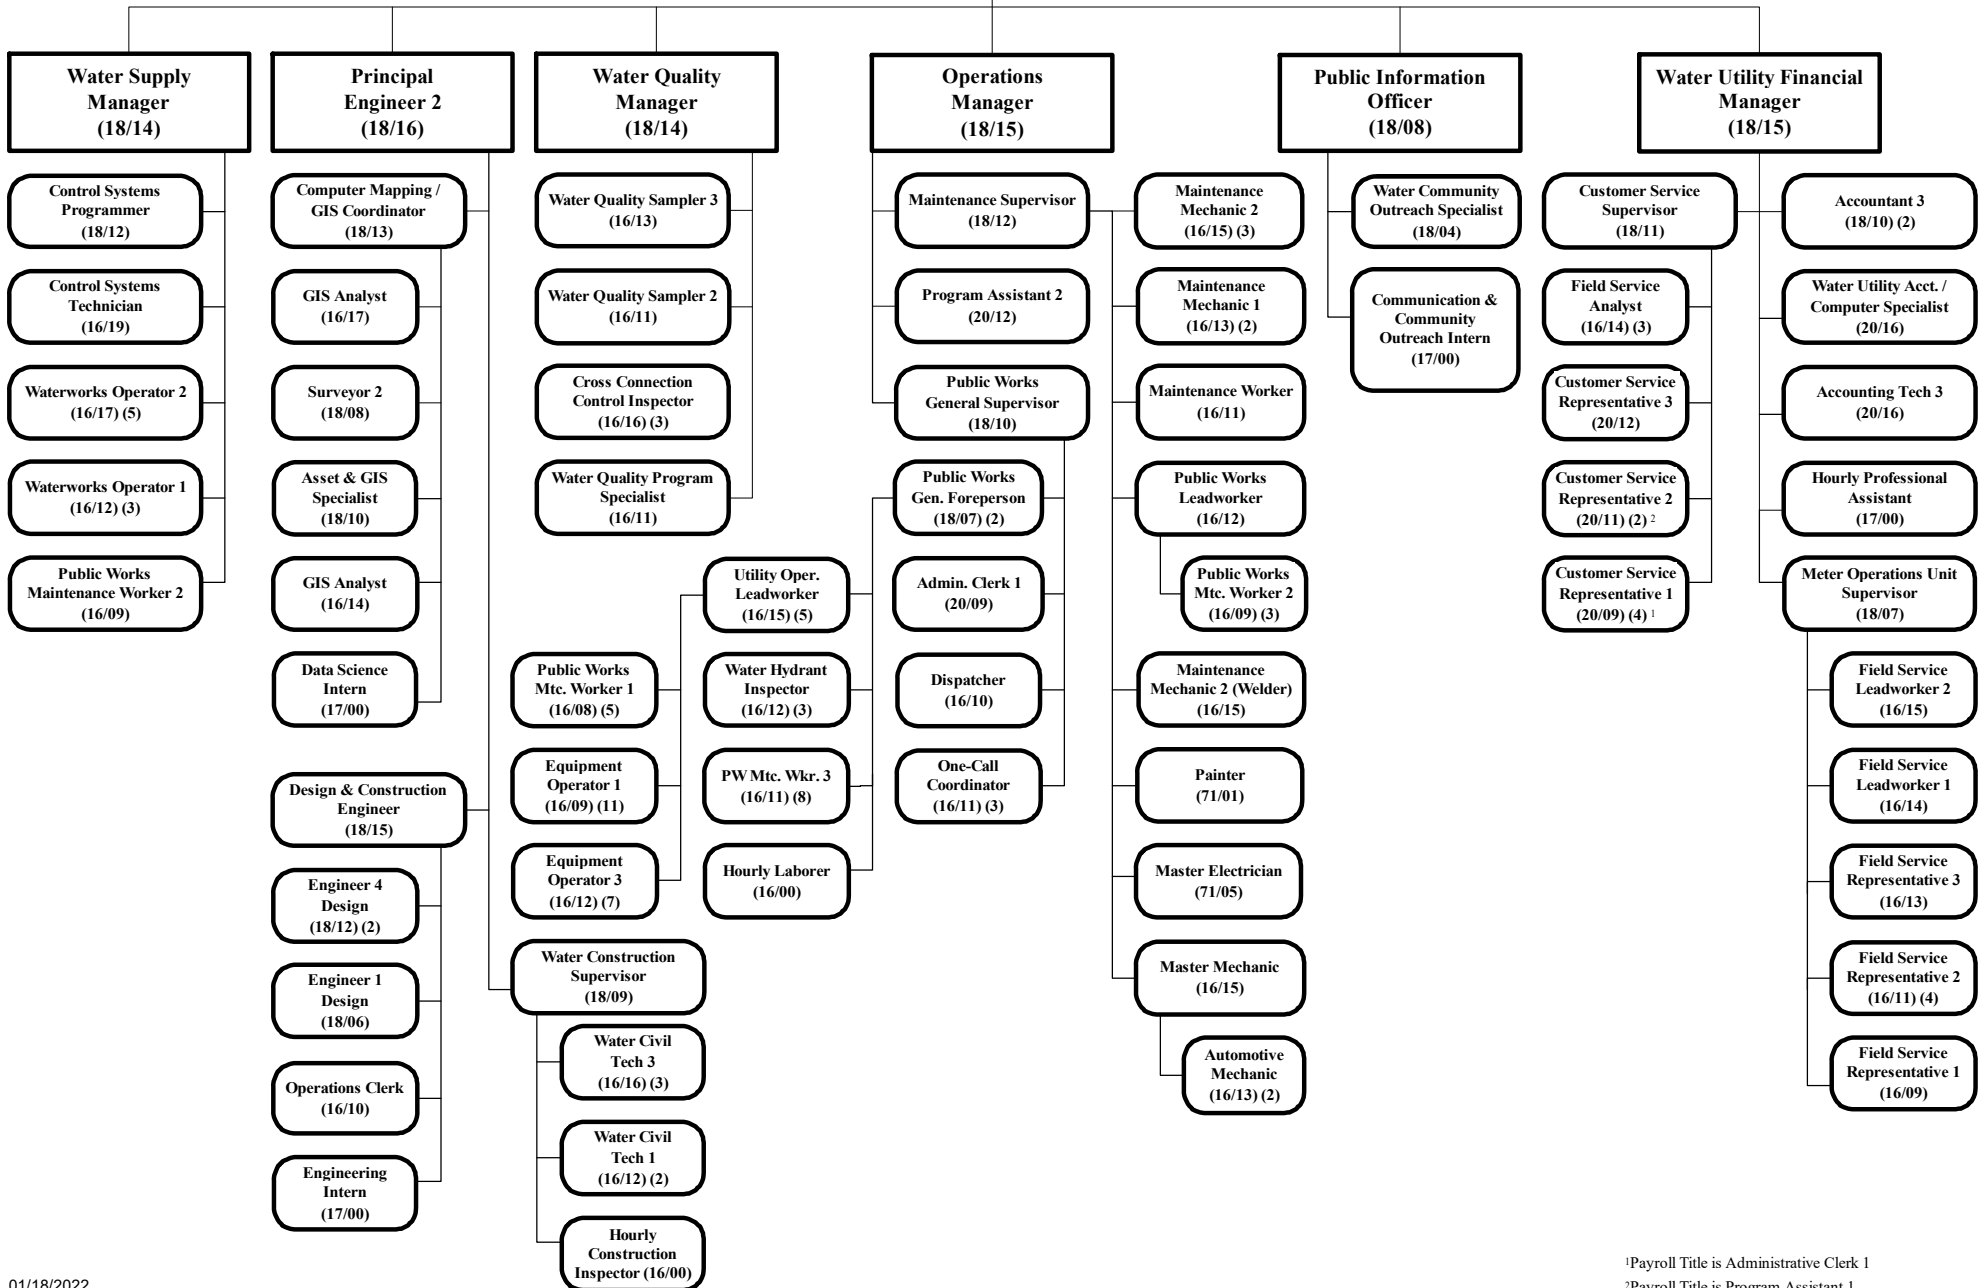 Water Supply
Manager
(18/14)
Principal
Engineer 2
(18/16)
Water Quality
Manager
(18/14)
Operations
Manager
(18/15)
Public Information
Officer
(18/08)
Water Utility Financial
Manager
(18/15)
Control Systems
Programmer
(18/12)
Control Systems
Technician
(16/19)
Waterworks Operator 2
(16/17) (5)
Waterworks Operator 1
(16/12) (3)
Public Works
Maintenance Worker 2
(16/09)
Computer Mapping /
GIS Coordinator
(18/13)
GIS Analyst
(16/17)
Surveyor 2
(18/08)
Asset & GIS
Specialist
(18/10)
GIS Analyst
(16/14)
Data Science
Intern
(17/00)
Design & Construction
Engineer
(18/15)
Engineer 4
Design
(18/12) (2)
Engineer 1
Design
(18/06)
Operations Clerk
(16/10)
Engineering
Intern
(17/00)
Water Construction
Supervisor
(18/09)
Water Civil
Tech 3
(16/16) (3)
Water Civil
Tech 1
(16/12) (2)
Hourly
Construction
Inspector (16/00)
Water Quality Sampler 3
(16/13)
Water Quality Sampler 2
(16/11)
Cross Connection
Control Inspector
(16/16) (3)
Water Quality Program
Specialist
(16/11)
Maintenance Supervisor
(18/12)
Program Assistant 2
(20/12)
Public Works
General Supervisor
(18/10)
Public Works
Gen. Foreperson
(18/07) (2)
Admin. Clerk 1
(20/09)
Dispatcher
(16/10)
One-Call
Coordinator
(16/11) (3)
Utility Oper.
Leadworker
(16/15) (5)
Water Hydrant
Inspector
(16/12) (3)
PW Mtc. Wkr. 3
(16/11) (8)
Hourly Laborer
(16/00)
Public Works
Mtc. Worker 1
(16/08) (5)
Equipment
Operator 1
(16/09) (11)
Equipment
Operator 3
(16/12) (7)
Maintenance
Mechanic 2
(16/15) (3)
Maintenance
Mechanic 1
(16/13) (2)
Maintenance Worker
(16/11)
Public Works
Leadworker
(16/12)
Public Works
Mtc. Worker 2
(16/09) (3)
Maintenance
Mechanic 2 (Welder)
(16/15)
Painter
(71/01)
Master Electrician
(71/05)
Master Mechanic
(16/15)
Automotive
Mechanic
(16/13) (2)
Water Community
Outreach Specialist
(18/04)
Communication &
Community
Outreach Intern
(17/00)
Customer Service
Supervisor
(18/11)
Field Service
Analyst
(16/14) (3)
Customer Service
Representative 3
(20/12)
Customer Service
Representative 2
(20/11) (2) ²
Customer Service
Representative 1
(20/09) (4) ¹
Accountant 3
(18/10) (2)
Water Utility Acct. /
Computer Specialist
(20/16)
Accounting Tech 3
(20/16)
Hourly Professional
Assistant
(17/00)
Meter Operations Unit
Supervisor
(18/07)
Field Service
Leadworker 2
(16/15)
Field Service
Leadworker 1
(16/14)
Field Service
Representative 3
(16/13)
Field Service
Representative 2
(16/11) (4)
Field Service
Representative 1
(16/09)
01/18/2022
¹Payroll Title is Administrative Clerk 1
²Payroll Title is Program Assistant 1